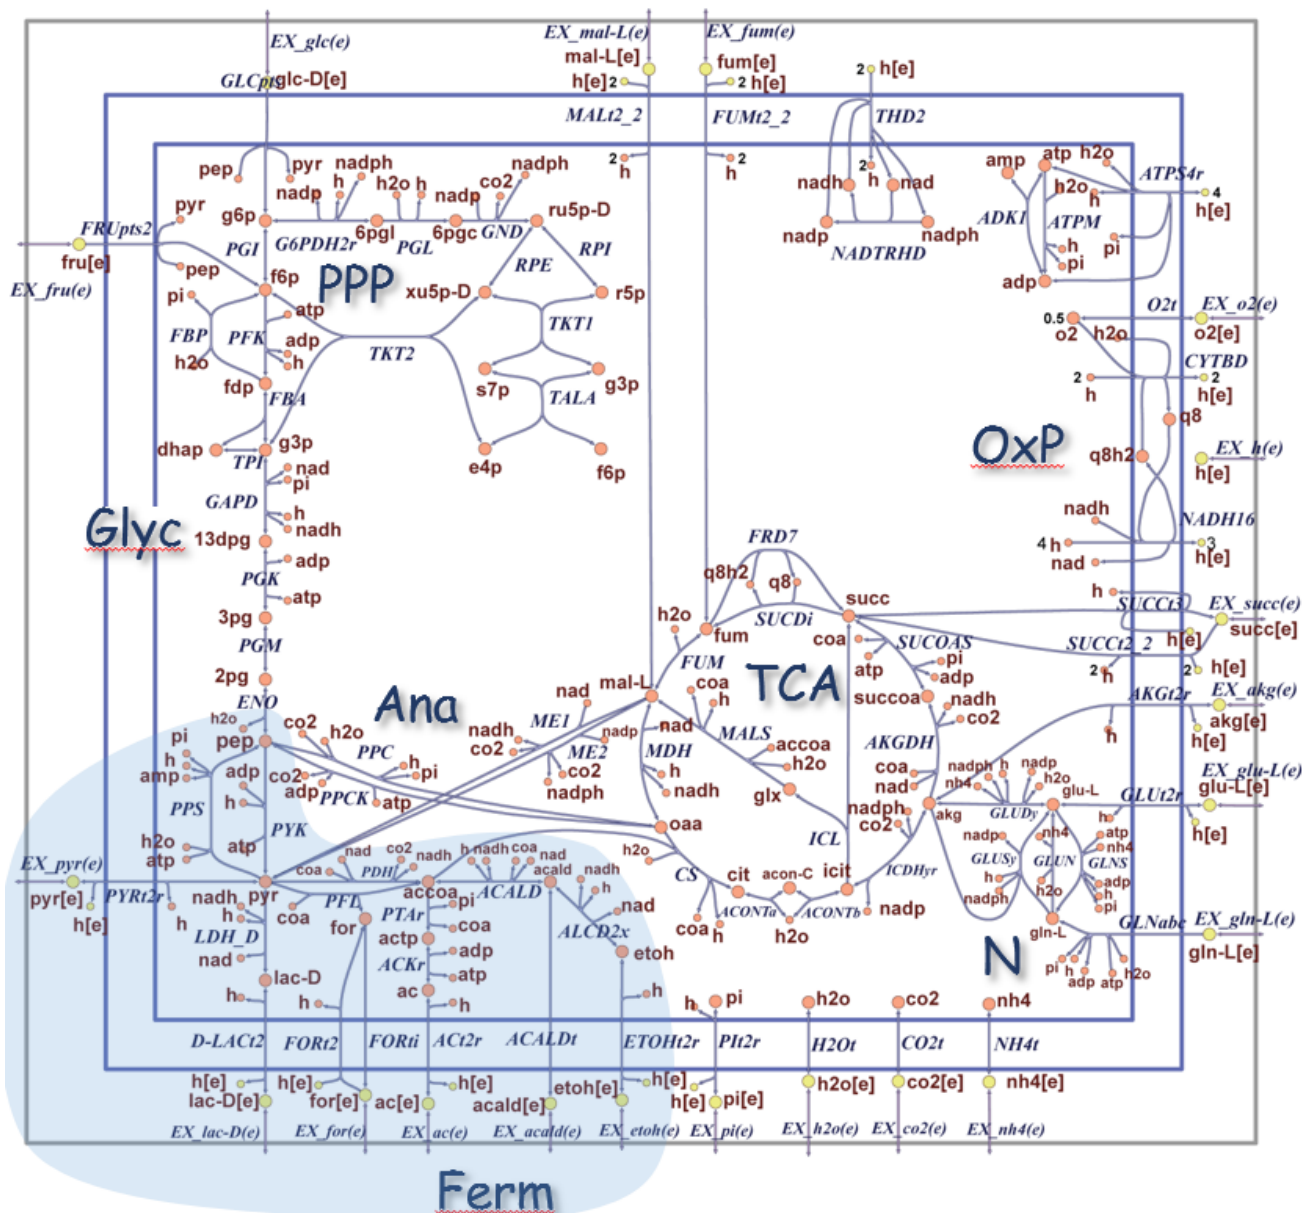 EX_glc(e)
EX_mal-L(e)
EX_fum(e)
GLCpts
glc-D[e]
mal-L[e]
fum[e]
h[e]
2
2
h[e]
2
h[e]
MALt2_2
FUMt2_2
THD2
pep
pyr
nadp
h
nadph
h2o
h
nadp
co2
nadph
2
h
2
h
nadh
2
h
nad
amp
atp
h2o
ATPS4r
h2o
h
4
h[e]
ADK1
ATPM
h
pi
pi
adp
FRUpts2
pyr
fru[e]
pep
EX_fru(e)
g6p
G6PDH2r
6pgl
PGL
6pgc
GND
ru5p-D
nadp
NADTRHD
nadph
PGI
PPP
RPE
RPI
f6p
xu5p-D
r5p
pi
FBP
PFK
atp
adp
h
h2o
TKT2
TKT1
fdp
s7p
g3p
FBA
TALA
dhap
g3p
TPI
e4p
f6p
0.5
o2
h2o
O2t
EX_o2(e)
o2[e]
CYTBD
2
h
2
h[e]
q8
OxP
q8h2
EX_h(e)
h[e]
nad
pi
GAPD
h
nadh
Glyc
13dpg
nadh
NADH16
4
h
3
h[e]
nad
adp
PGK
atp
3pg
PGM
2pg
ENO
FRD7
q8h2
q8
succ
h2o
fum
SUCDi
h
SUCCt3
EX_succ(e)
h[e]
succ[e]
SUCCt2_2
2
h
2
h[e]
coa
atp
SUCOAS
pi
adp
FUM
TCA
succoa
nadh
co2
AKGt2r
EX_akg(e)
akg[e]
h
h[e]
mal-L
coa
h
nad
Ana
nad
ME1
nadh
co2
nadp
ME2
co2
nadph
nad
MDH
h
nadh
MALS
accoa
h2o
glx
AKGDH
coa
nad
h2o
pep
co2
h2o
PPC
h
pi
co2
adp
PPCK
atp
pi
h
amp
adp
h
PPS
PYK
h2o
atp
atp
oaa
ICL
nadph
co2
akg
nadph
nh4
h
nadp
h2o
GLUDy
glu-L
GLUt2r
EX_glu-L(e)
glu-L[e]
h
h[e]
nadp
GLUSy
h
nadph
nh4
GLUN
h2o
atp
nh4
GLNS
adp
h
pi
gln-L
GLNabc
EX_gln-L(e)
gln-L[e]
pi
h
adp
atp
h2o
N
h2o
CS
coa
h
cit
acon-C
icit
ACONTa
ACONTb
h2o
ICDHyr
nadp
EX_pyr(e)
pyr[e]
h[e]
PYRt2r
h
pyr
nad
coa
PDH
co2
nadh
accoa
coa
PFL
h
nadh
coa
nad
acald
ACALD
nadh
h
nad
ALCD2x
etoh
nadh
h
LDH_D
nad
lac-D
h
for
PTAr
pi
coa
actp
adp
ACKr
atp
ac
h
h
h
h
pi
h2o
co2
nh4
D-LACt2
FORt2
FORti
ACt2r
ACALDt
ETOHt2r
PIt2r
H2Ot
CO2t
NH4t
h[e]
lac-D[e]
h[e]
for[e]
h[e]
ac[e]
acald[e]
etoh[e]
h[e]
h[e]
pi[e]
h2o[e]
co2[e]
nh4[e]
EX_lac-D(e)
EX_for(e)
EX_ac(e)
EX_acald(e)
EX_etoh(e)
EX_pi(e)
EX_h2o(e)
EX_co2(e)
EX_nh4(e)
Ferm